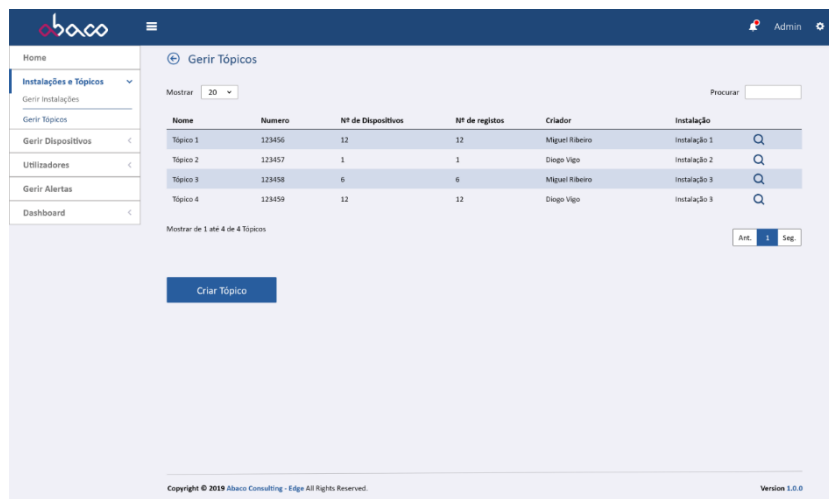 abaco
Admin
Home
Instalações e Tópicos
Gerir Instalações
Gerir Tópicos
Gerir Dispositivos
Utilizadores
Gerir Alertas
Dashboard
Gerir Tópicos
Mostrar 20 Procurar
Nome Numero Nº de Dispositivos Nº de registos Criador Instalação
Tópico 1 123456 12 12 Miguel Ribeiro Instalação 1
Tópico 2 123457 1 1 Diogo Vigo Instalação 2
Tópico 3 123458 6 6 Miguel Ribeiro Instalação 3
Tópico 4 123459 12 12 Diogo Vigo Instalação 3
Mostrar de 1 até 4 de 4 Tópicos
Ant. 1 Seg.
Criar Tópico
Copyright © 2019 Abaco Consulting - Edge All Rights Reserved. Version 1.0.0